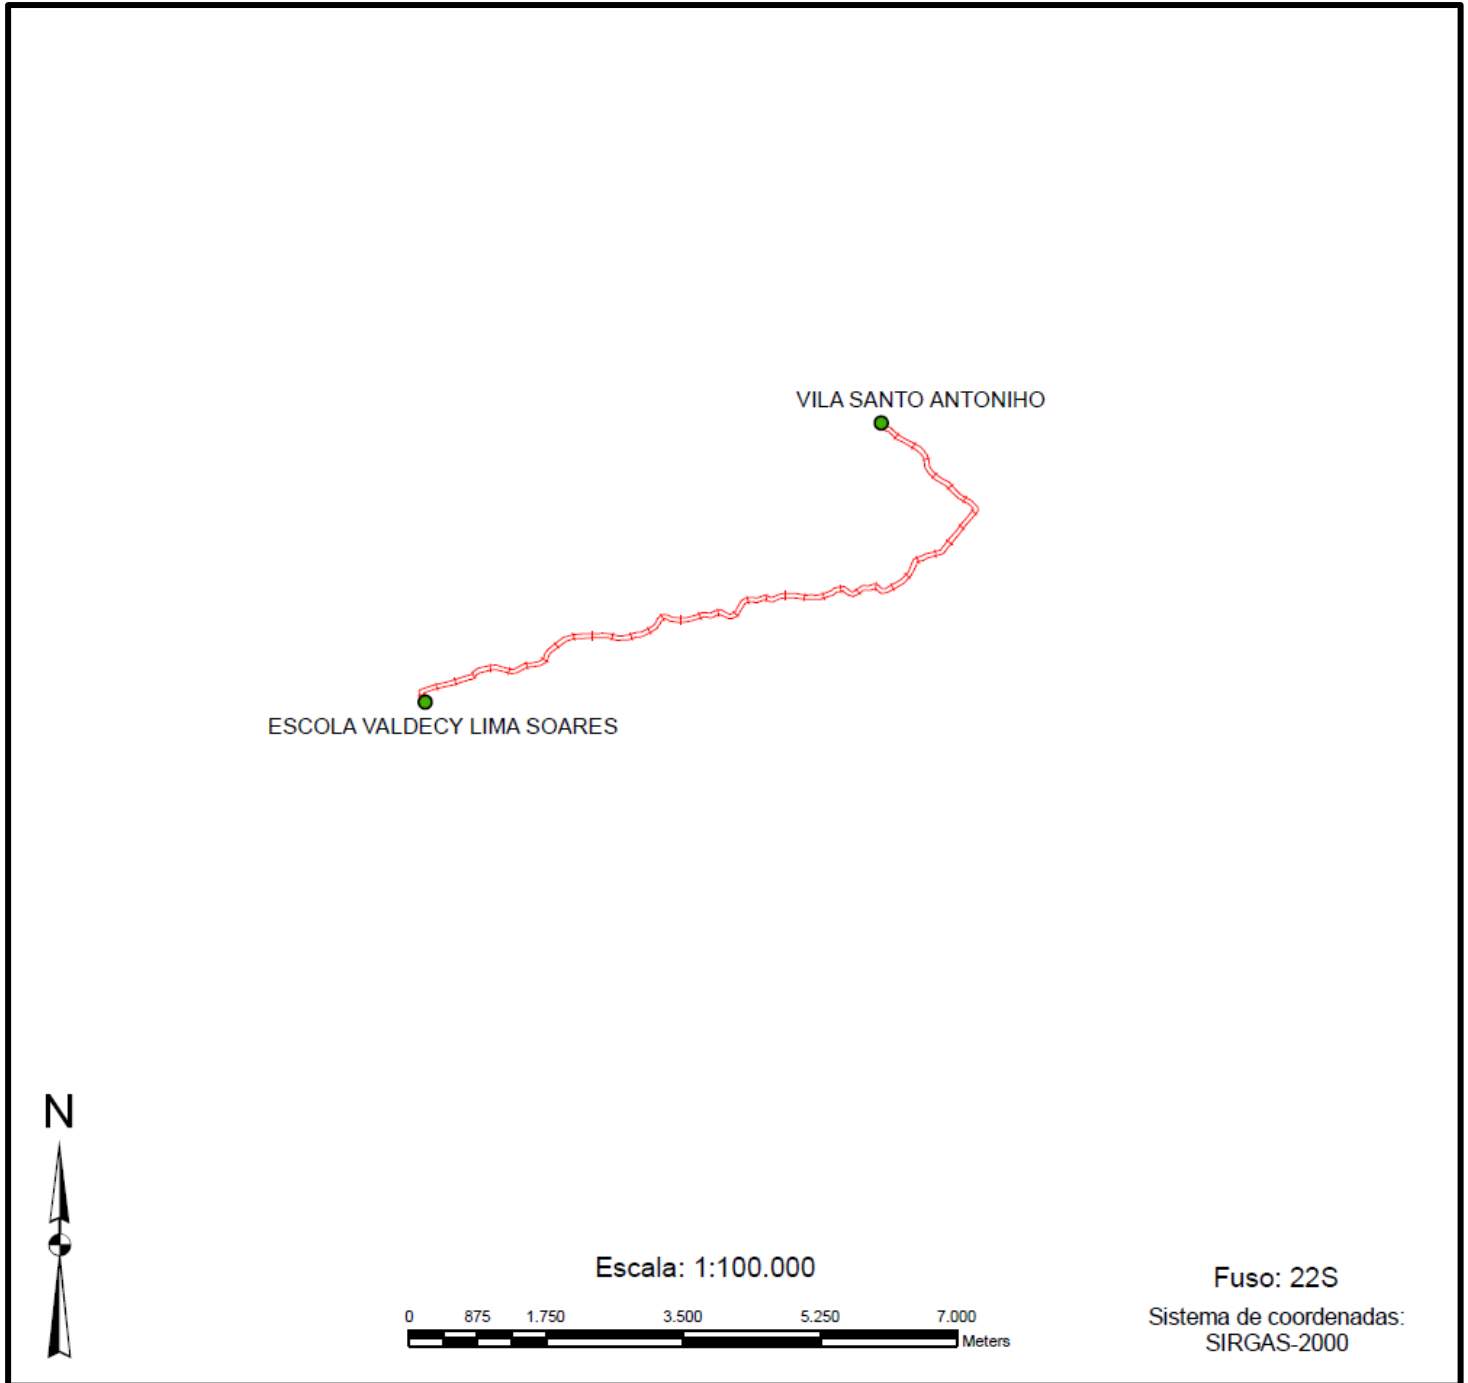 VILA SANTO ANTONIHO
ESCOLA VALDECY LIMA SOARES
N
Escala: 1:100.000
0 875 1.750 3.500 5.250 7.000
Meters
Fuso: 22S
Sistema de coordenadas:
SIRGAS-2000